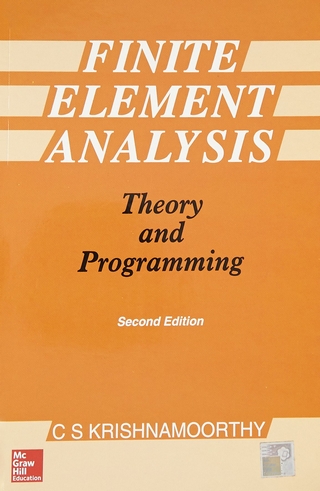 FINITE
ELEMENT
ANALYSIS
Theory
and
Programming
Second Edition
C S KRISHNAMOORTHY
Mc
Graw
Hill
Education